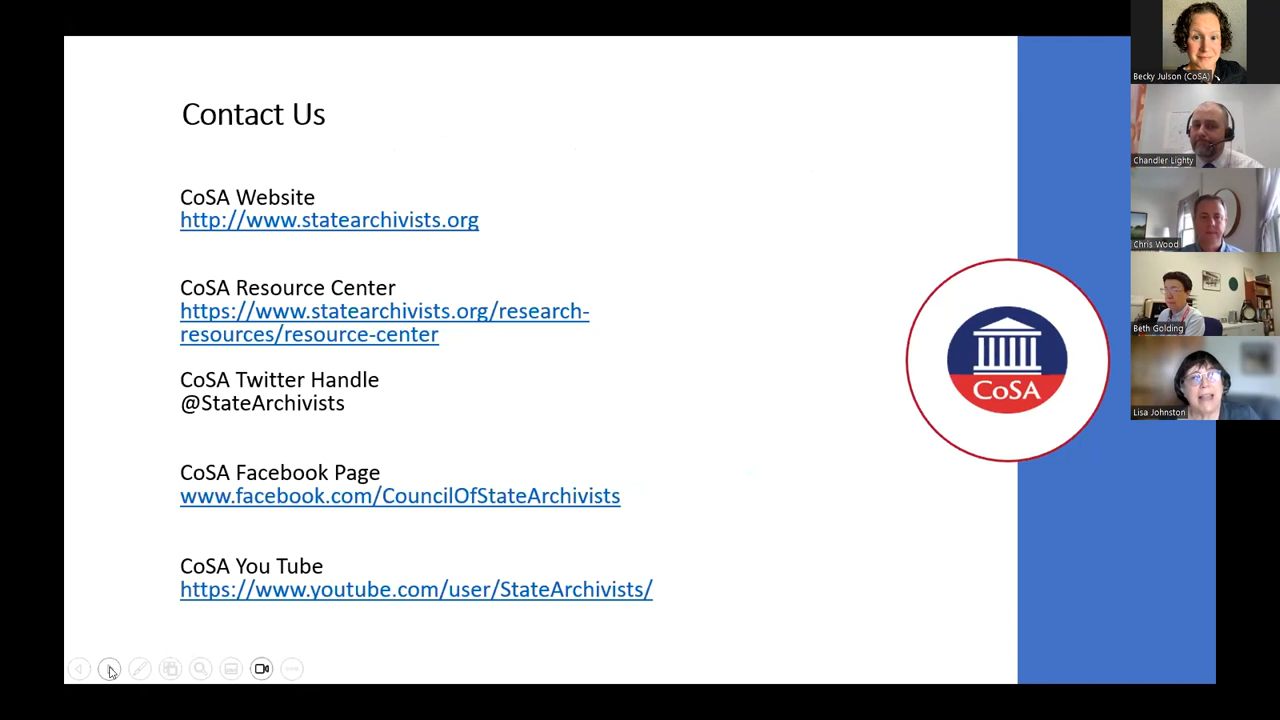 Contact Us
CoSA Website
http://www.statearchivists.org
CoSA Resource Center
https://www.statearchivists.org/research-
resources/resource-center
CoSA Twitter Handle
@StateArchivists
CoSA Facebook Page
www.facebook.com/CouncilOfStateArchivists
CoSA You Tube
https://www.youtube.com/user/StateArchivists/
CoSA
Becky Julson (CoSA)
Chandler Lighty
Chris Wood
Beth Golding
Lisa Johnston